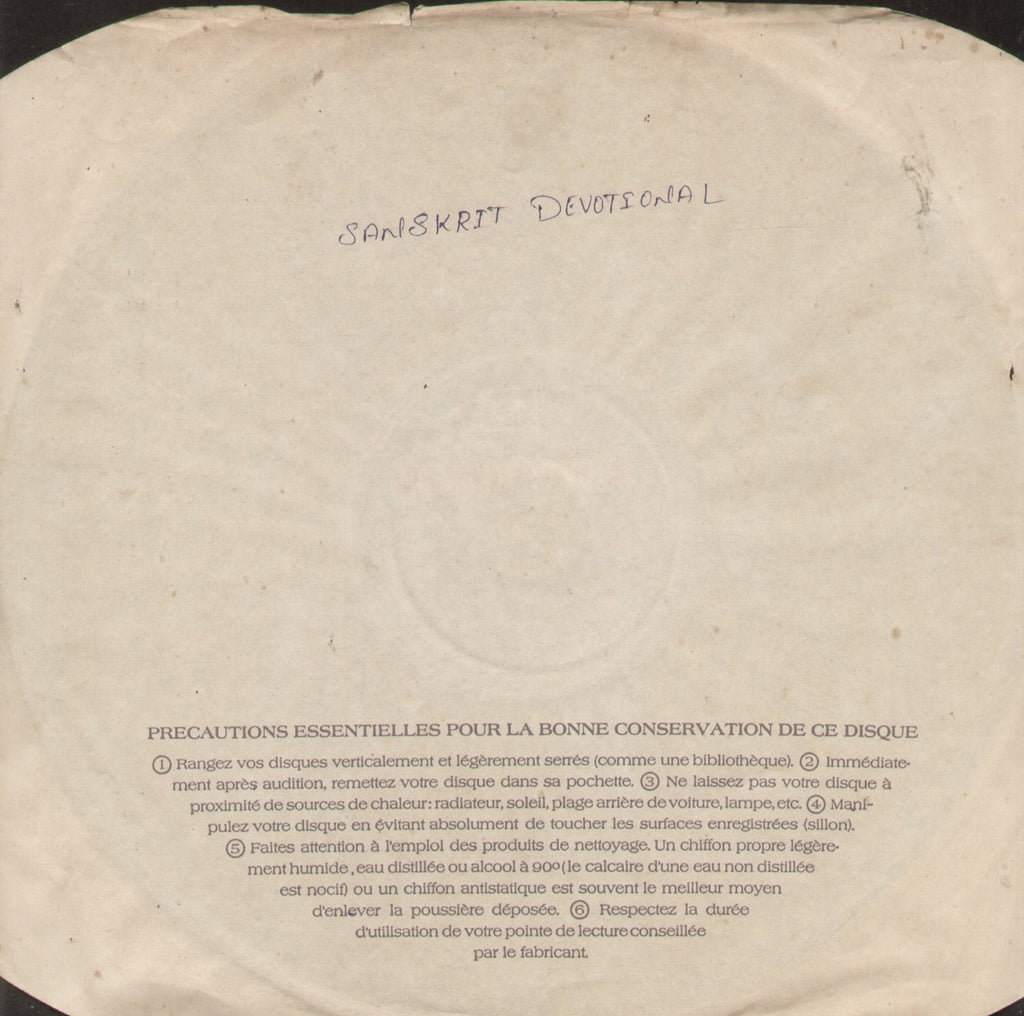 SANSKRIT DEVOTIONAL
PRECAUTIONS ESSENTIELLES POUR LA BONNE CONSERVATION DE CE DISQUE
① Rangez vos disques verticalement et légèrement serrés (comme une bibliothèque). ② Immédiate-
ment après audition, remettez votre disque dans sa pochette. ③ Ne laissez pas votre disque à
proximité de sources de chaleur: radiateur, soleil, plage arrière de voiture, lampe, etc. ④ Mani-
pulez votre disque en évitant absolument de toucher les surfaces enregistrées (sillon).
⑤ Faites attention à l'emploi des produits de nettoyage. Un chiffon propre légère-
ment humide, eau distillée ou alcool à 90º (le calcaire d'une eau non distillée
est nocif) ou un chiffon antistatique est souvent le meilleur moyen
d'enlever la poussière déposée. ⑥ Respectez la durée
d'utilisation de votre pointe de lecture conseillée
par le fabricant.